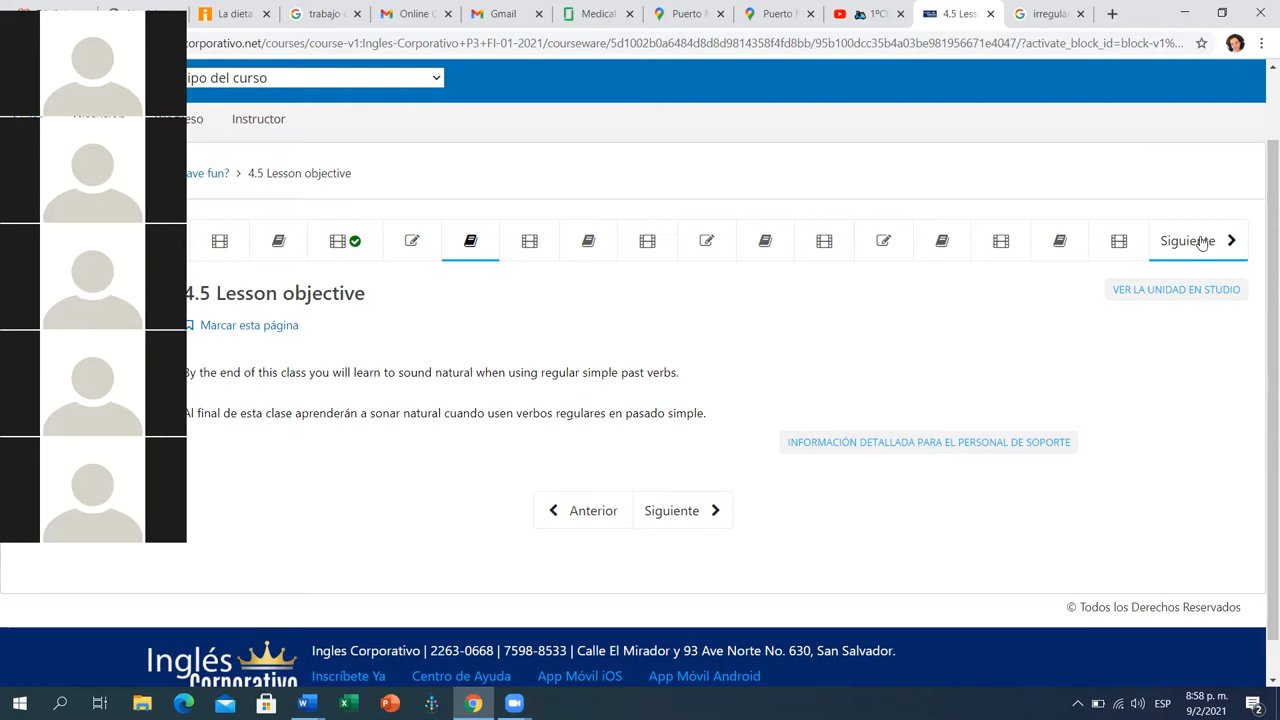 La dieta
trabajo
Online C
Gmail
Medical
Puerto M
Puerto
1º
4.5 Less
irregular
corporativo.net/courses/course-v1:Ingles-Corporativo+P3+FI-01-2021/courseware/5d1002b0a6484d8d8d9814358f4fd8bb/95b100dcc35b4a03be981956671e4047/?activate_block_id=block-v1%...
ipo del curso
eso
Instructor
ave fun? > 4.5 Lesson objective
Siguiente
4.5 Lesson objective
VER LA UNIDAD EN STUDIO
Marcar esta página
By the end of this class you will learn to sound natural when using regular simple past verbs.
Al final de esta clase aprenderán a sonar natural cuando usen verbos regulares en pasado simple.
INFORMACIÓN DETALLADA PARA EL PERSONAL DE SOPORTE
Anterior
Siguiente
© Todos los Derechos Reservados
Inglés Corporativo
Ingles Corporativo | 2263-0668 | 7598-8533 | Calle El Mirador y 93 Ave Norte No. 630, San Salvador.
Inscríbete Ya
Centro de Ayuda
App Móvil iOS
App Móvil Android
ESP
8:58 p. m.
9/2/2021
2